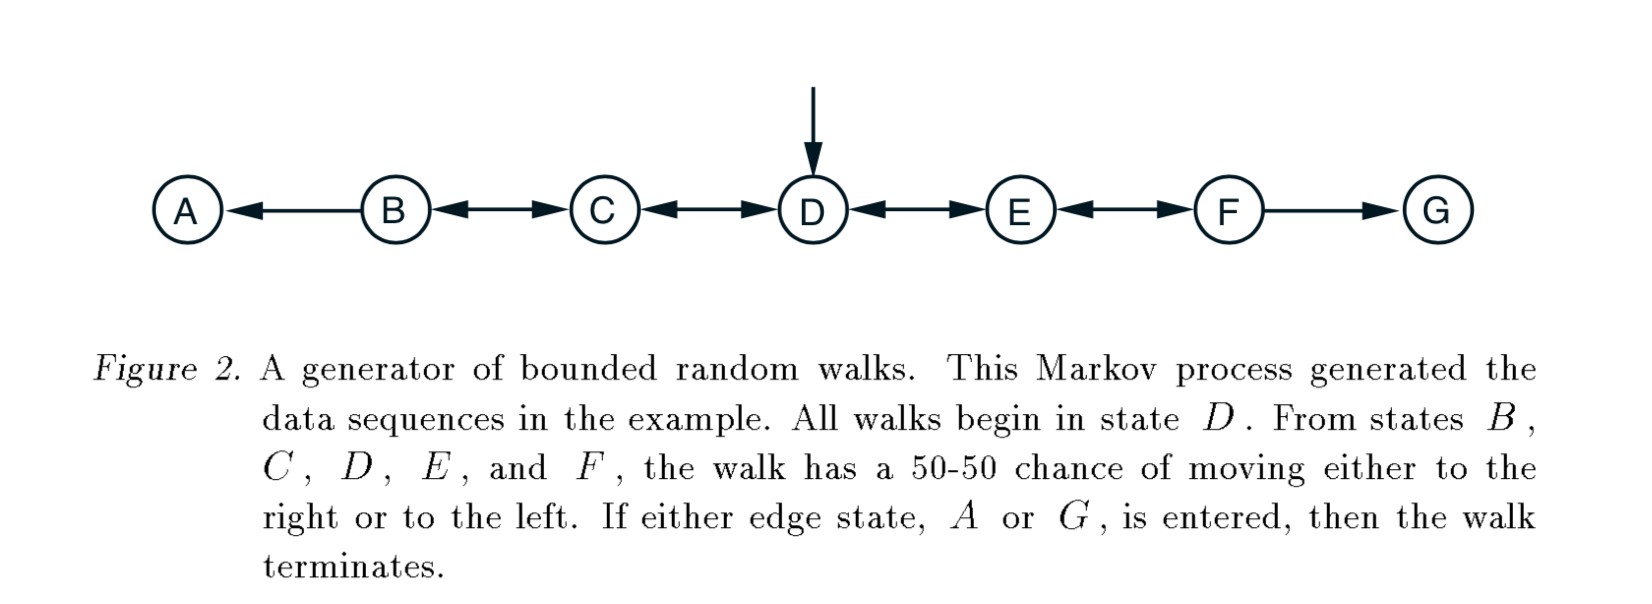 A B C D E F G
Figure 2. A generator of bounded random walks. This Markov process generated the
data sequences in the example. All walks begin in state D. From states B,
C, D, E, and F, the walk has a 50-50 chance of moving either to the
right or to the left. If either edge state, A or G, is entered, then the walk
terminates.